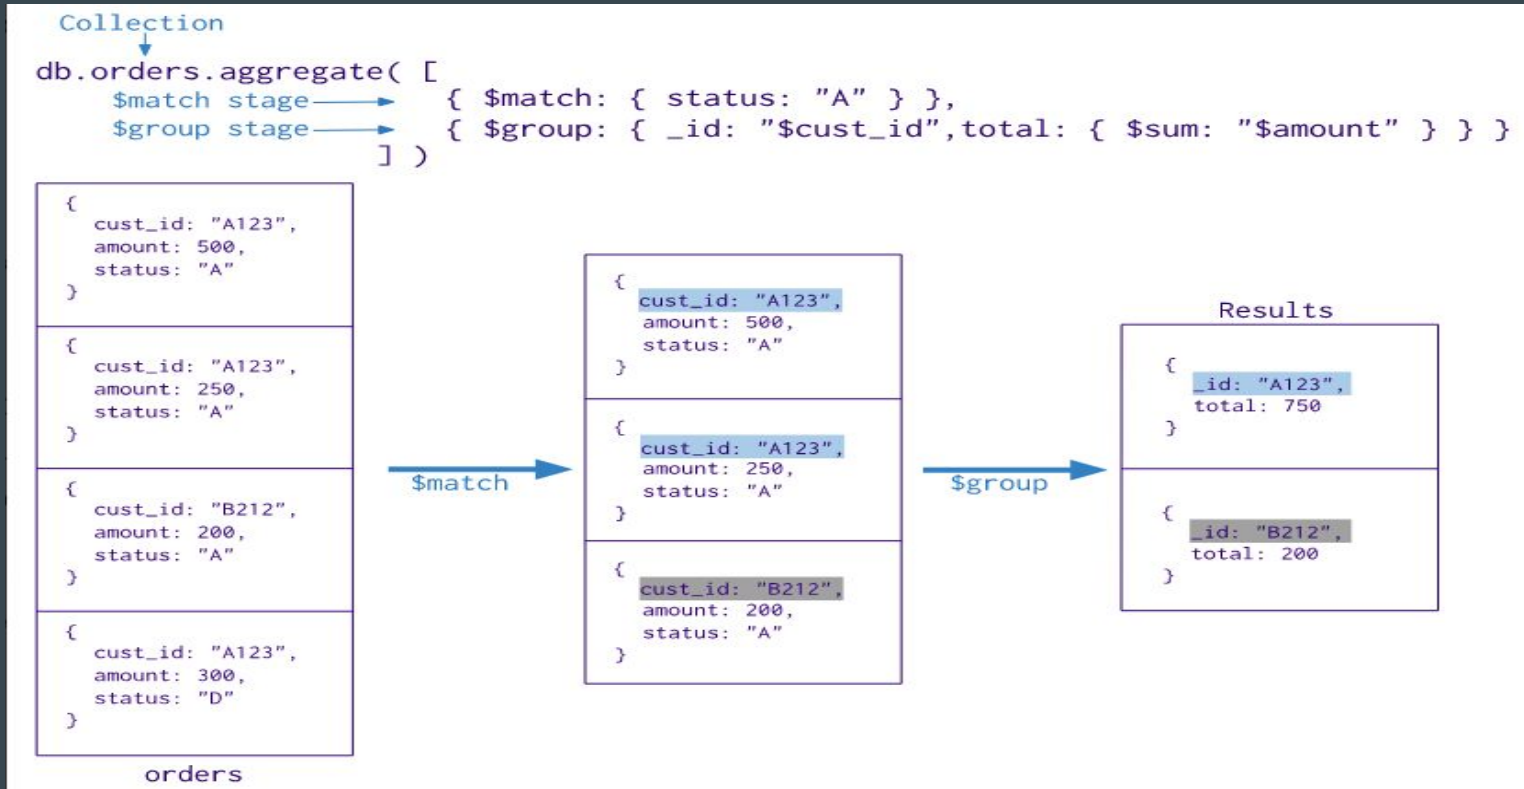 Collection
db.orders.aggregate( [
$match stage { $match: { status: "A" } },
$group stage { $group: { _id: "$cust_id",total: { $sum: "$amount" } } }
] )
{
cust_id: "A123",
amount: 500,
status: "A"
}
{
cust_id: "A123",
amount: 250,
status: "A"
}
{
cust_id: "B212",
amount: 200,
status: "A"
}
{
cust_id: "A123",
amount: 300,
status: "D"
}
orders
$match
{
cust_id: "A123",
amount: 500,
status: "A"
}
{
cust_id: "A123",
amount: 250,
status: "A"
}
{
cust_id: "B212",
amount: 200,
status: "A"
}
$group
Results
{
_id: "A123",
total: 750
}
{
_id: "B212",
total: 200
}